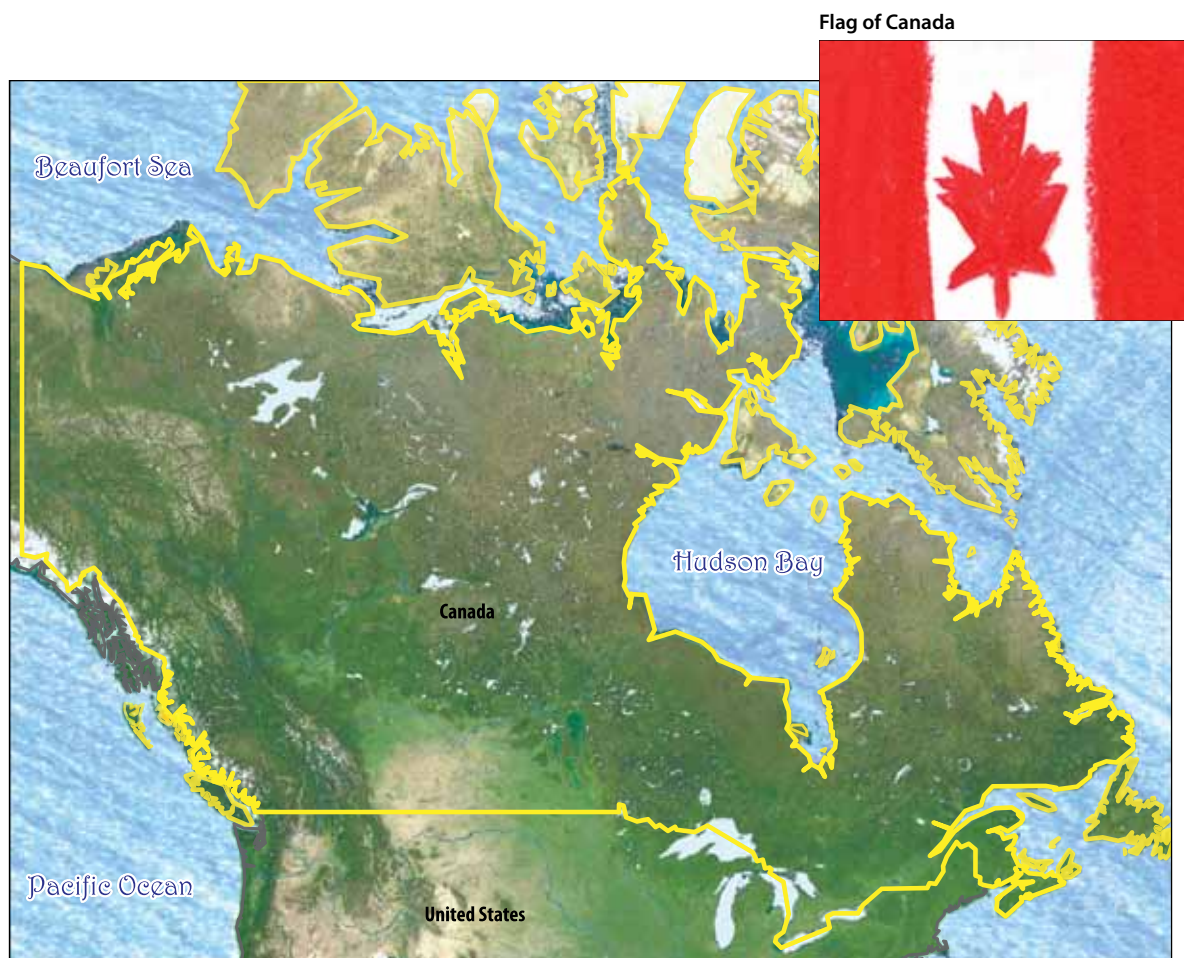 Flag of Canada
Beaufort Sea
Hudson Bay
Canada
Pacific Ocean
United States